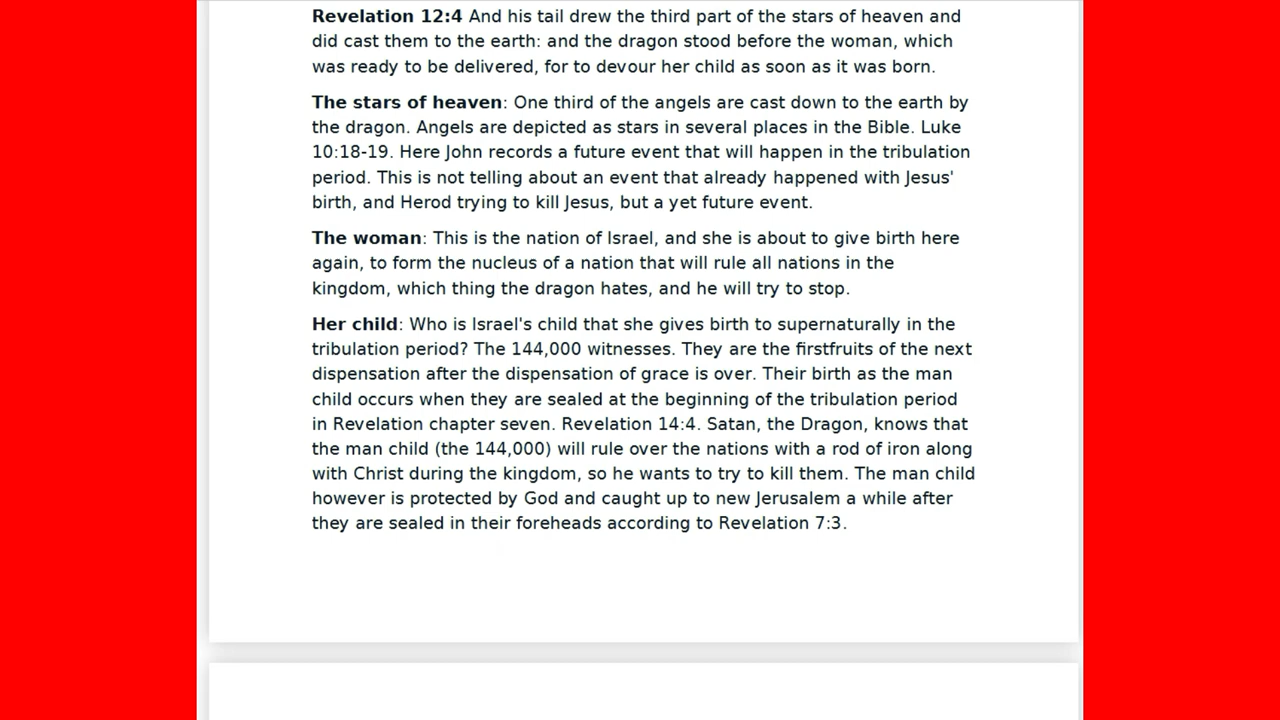 Revelation 12:4 And his tail drew the third part of the stars of heaven and
did cast them to the earth: and the dragon stood before the woman, which
was ready to be delivered, for to devour her child as soon as it was born.
The stars of heaven: One third of the angels are cast down to the earth by
the dragon. Angels are depicted as stars in several places in the Bible. Luke
10:18-19. Here John records a future event that will happen in the tribulation
period. This is not telling about an event that already happened with Jesus'
birth, and Herod trying to kill Jesus, but a yet future event.
The woman: This is the nation of Israel, and she is about to give birth here
again, to form the nucleus of a nation that will rule all nations in the
kingdom, which thing the dragon hates, and he will try to stop.
Her child: Who is Israel's child that she gives birth to supernaturally in the
tribulation period? The 144,000 witnesses. They are the firstfruits of the next
dispensation after the dispensation of grace is over. Their birth as the man
child occurs when they are sealed at the beginning of the tribulation period
in Revelation chapter seven. Revelation 14:4. Satan, the Dragon, knows that
the man child (the 144,000) will rule over the nations with a rod of iron along
with Christ during the kingdom, so he wants to try to kill them. The man child
however is protected by God and caught up to new Jerusalem a while after
they are sealed in their foreheads according to Revelation 7:3.